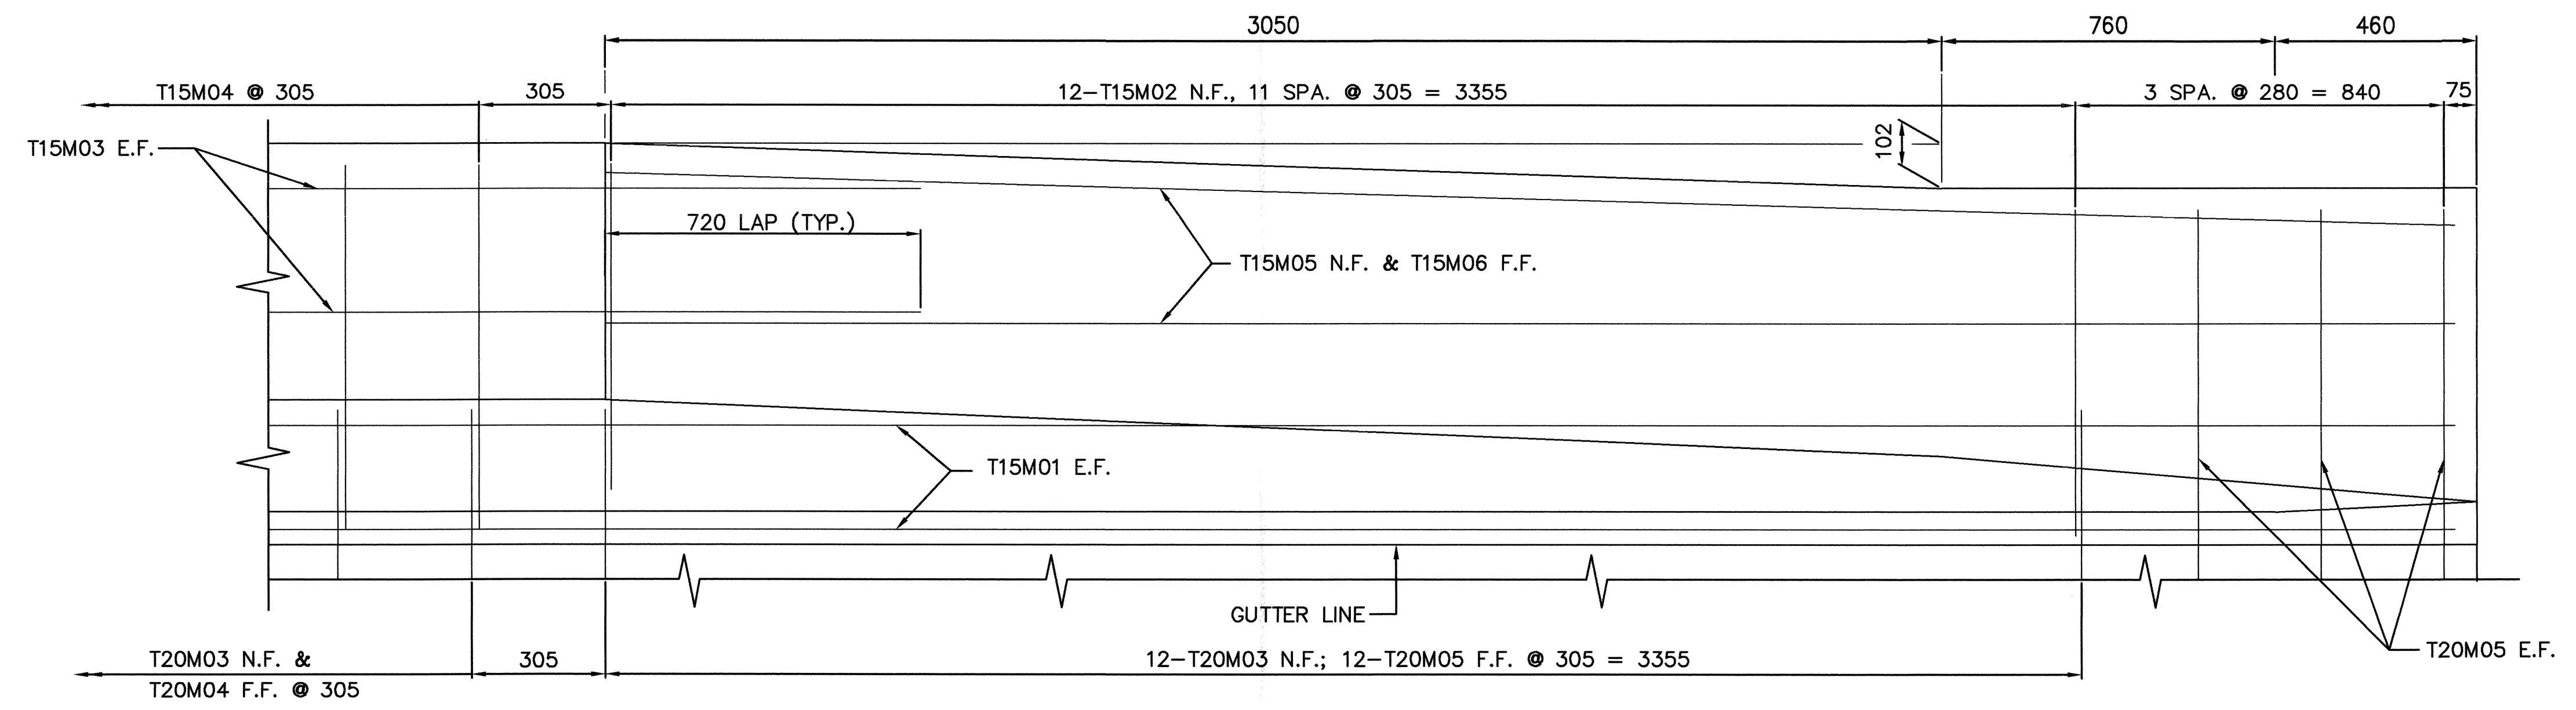 3050
760
460
T15M04 @ 305
305
12-T15M02 N.F., 11 SPA. @ 305 = 3355
3 SPA. @ 280 = 840
75
T15M03 E.F.
102
720 LAP (TYP.)
T15M05 N.F. & T15M06 F.F.
T15M01 E.F.
GUTTER LINE
T20M03 N.F. &
T20M04 F.F. @ 305
305
12-T20M03 N.F.; 12-T20M05 F.F. @ 305 = 3355
T20M05 E.F.